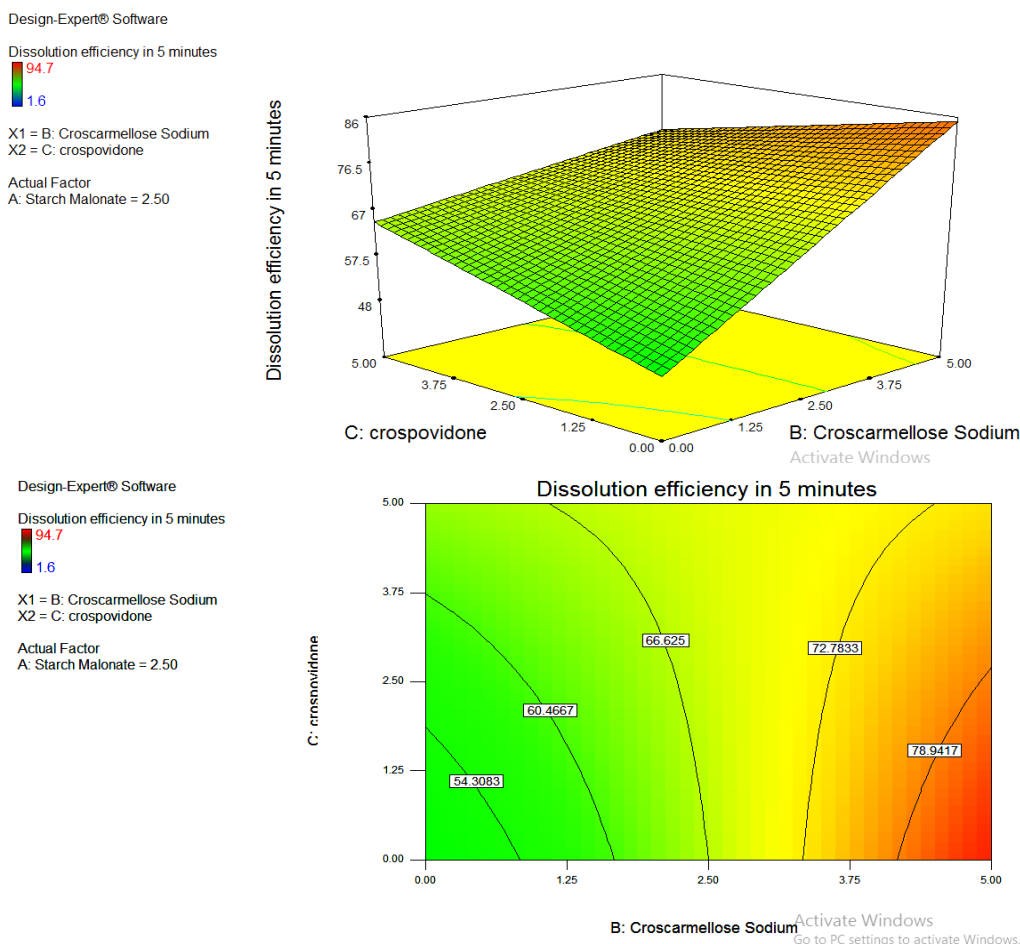 Design-Expert® Software
Dissolution efficiency in 5 minutes
94.7
1.6
X1 = B: Croscarmellose Sodium
X2 = C: crospovidone
Actual Factor
A: Starch Malonate = 2.50
Dissolution efficiency in 5 minutes
86
76.5
67
57.5
48
5.00
3.75
2.50
1.25
0.00
C: crospovidone
0.00
1.25
2.50
3.75
5.00
B: Croscarmellose Sodium
Activate Windows
Design-Expert® Software
Dissolution efficiency in 5 minutes
94.7
1.6
X1 = B: Croscarmellose Sodium
X2 = C: crospovidone
Actual Factor
A: Starch Malonate = 2.50
Dissolution efficiency in 5 minutes
C: crospovidone
5.00
3.75
2.50
1.25
0.00
66.625
72.7833
60.4667
78.9417
54.3083
0.00
1.25
2.50
3.75
5.00
B: Croscarmellose Sodium
Activate Windows
Go to PC settings to activate Windows.